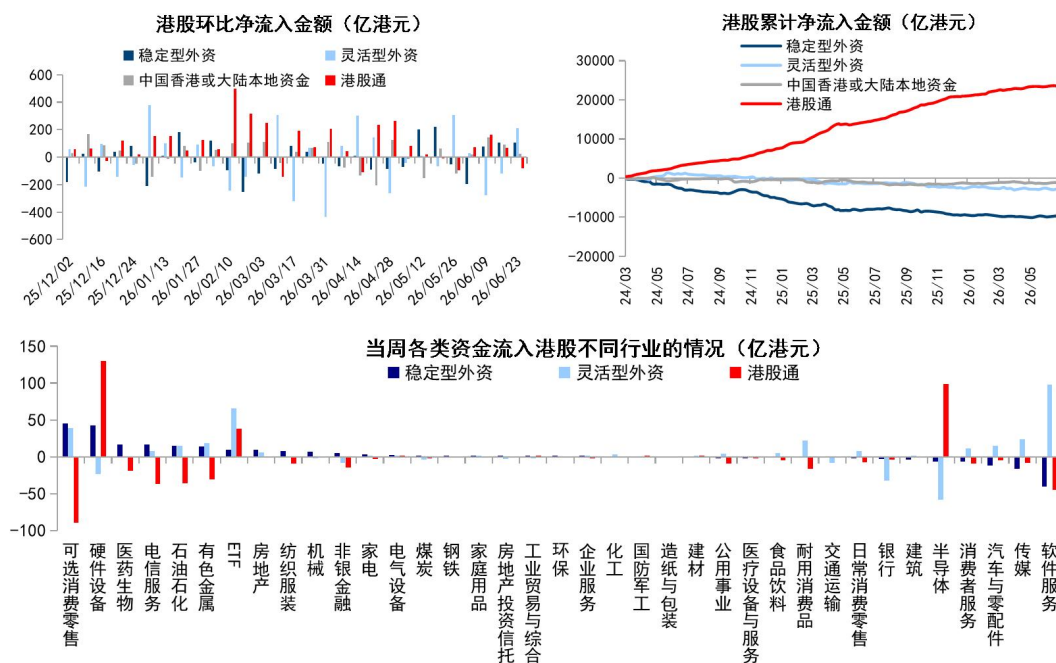 港股环比净流入金额（亿港元）
稳定型外资
灵活型外资
中国香港或大陆本地资金
港股通
600
400
200
0
−200
−400
−600
25/12/02
25/12/16
25/12/24
26/01/13
26/01/27
26/02/10
26/03/03
26/03/17
26/03/31
26/04/14
26/04/28
26/05/12
26/05/26
26/06/09
26/06/23
港股累计净流入金额（亿港元）
稳定型外资
灵活型外资
中国香港或大陆本地资金
港股通
30000
20000
10000
0
−10000
−20000
24/03
24/05
24/07
24/09
24/11
25/01
25/03
25/05
25/07
25/09
25/11
26/01
26/03
26/05
当周各类资金流入港股不同行业的情况（亿港元）
稳定型外资
灵活型外资
港股通
150
100
50
0
−50
−100
可选消费零售
硬件设备
医药生物
电信服务
石油石化
有色金属
ETF
房地产
纺织服装
机械
非银金融
家电
电气设备
煤炭
钢铁
家庭用品
房地产投资信托
工业贸易与综合
环保
企业服务
化工
国防军工
造纸与包装
建材
公用事业
医疗设备与服务
食品饮料
耐用消费品
交通运输
日常消费零售
银行
建筑
半导体
消费者服务
汽车与零配件
传媒
软件服务